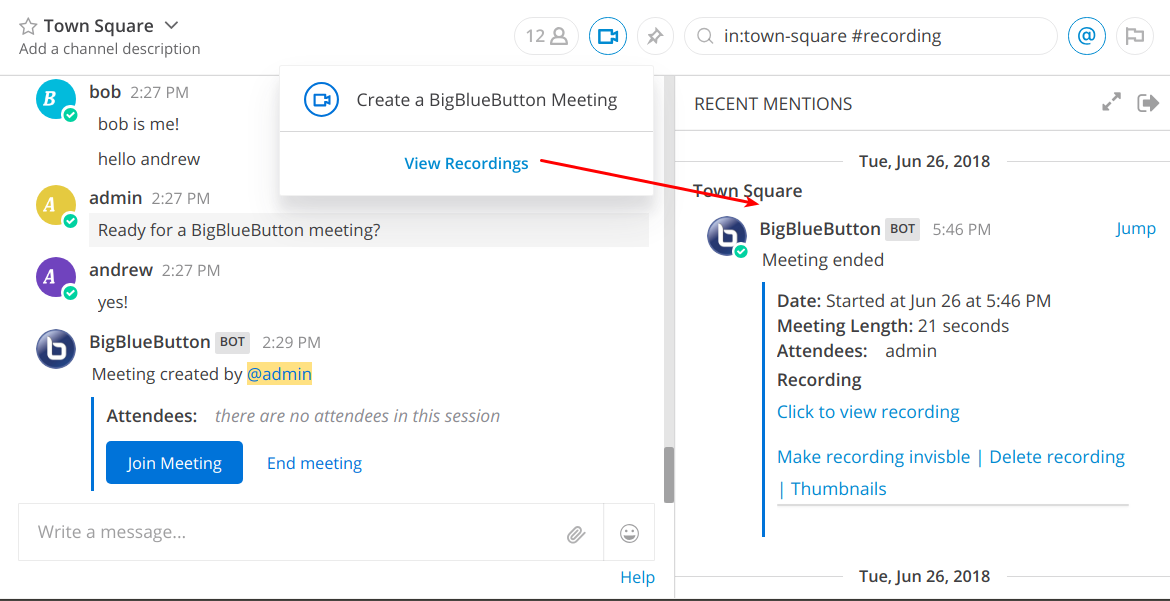 Town Square
Add a channel description
12
in:town-square #recording
Create a BigBlueButton Meeting
View Recordings
B
bob 2:27 PM
bob is me!
hello andrew
A
admin 2:27 PM
Ready for a BigBlueButton meeting?
A
andrew 2:27 PM
yes!
b
BigBlueButton BOT 2:29 PM
Meeting created by @admin
Attendees: there are no attendees in this session
Join Meeting End meeting
Write a message...
Help
RECENT MENTIONS
Tue, Jun 26, 2018
Town Square
b
BigBlueButton BOT 5:46 PM Jump
Meeting ended
Date: Started at Jun 26 at 5:46 PM
Meeting Length: 21 seconds
Attendees: admin
Recording
Click to view recording
Make recording invisble | Delete recording
| Thumbnails
Tue, Jun 26, 2018